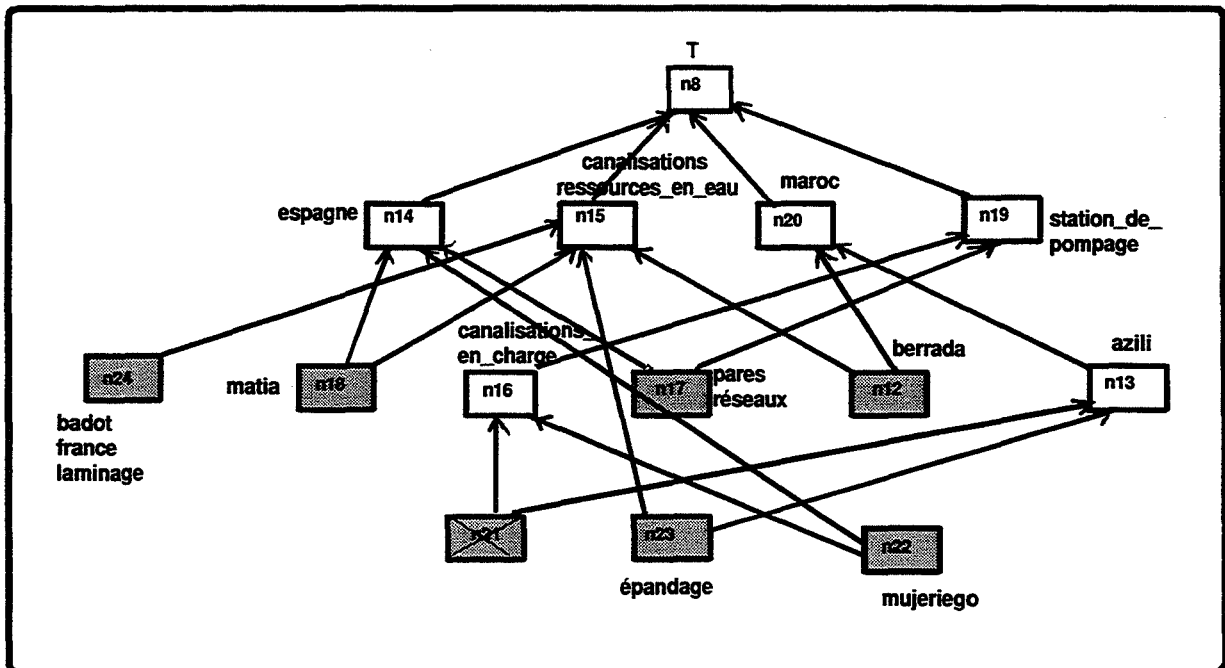 T
n8
canalisations
ressources_en_eau
maroc
espagne
n14
n15
n20
n19
station_de_
pompage
canalisations_
en_charge
berrada
azili
n24
matia
n18
n16
n17
pares
réseaux
n12
n13
badot
france
laminage
n21
n23
n22
épandage
mujeriego